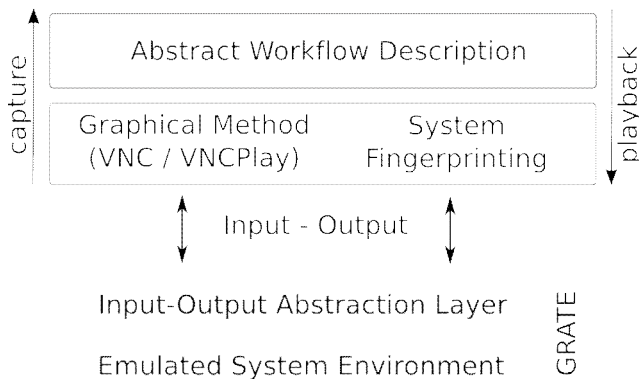 Abstract Workflow Description
capture
playback
Graphical Method
(VNC / VNCPlay)
System
Fingerprinting
Input - Output
Input-Output Abstraction Layer
Emulated System Environment
GRATE